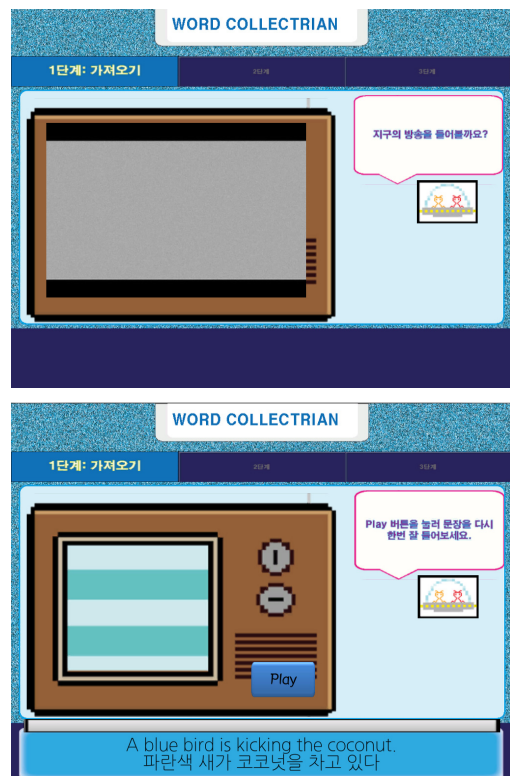 WORD COLLECTRIAN
1단계: 가져오기
2단계
3단계
지구의 방송을 들어볼까요?
WORD COLLECTRIAN
1단계: 가져오기
2단계
3단계
Play 버튼을 눌러 문장을 다시
한번 잘 들어보세요.
Play
A blue bird is kicking the coconut.
파란색 새가 코코넛을 차고 있다